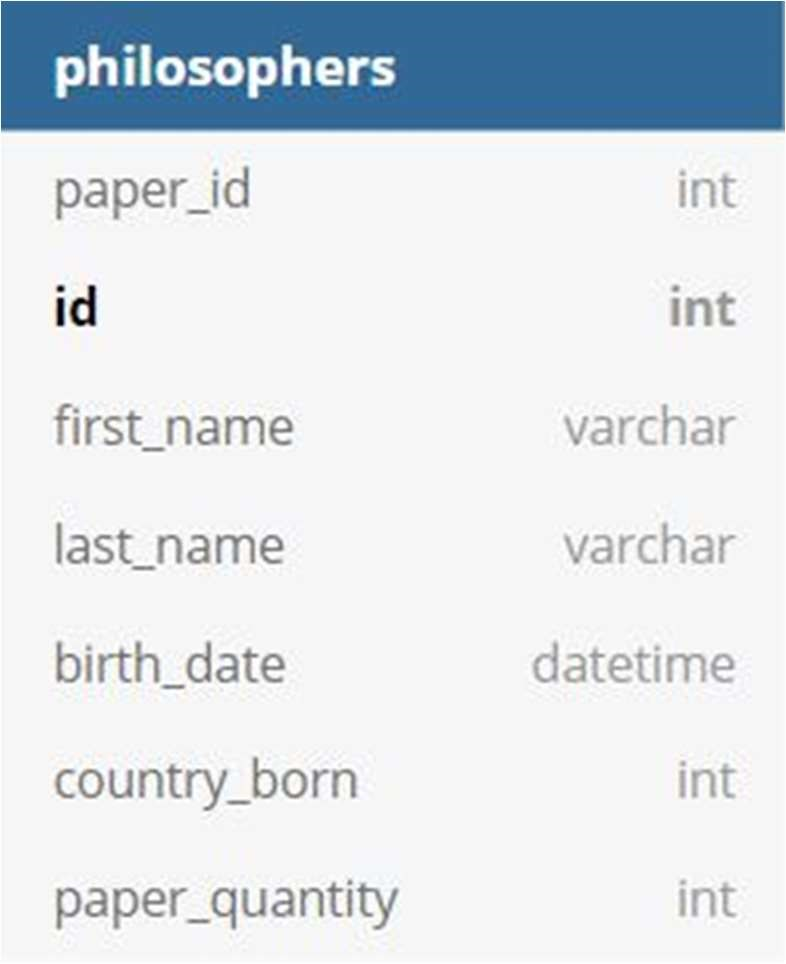 philosophers
paper_id int
id int
first_name varchar
last_name varchar
birth_date datetime
country_born int
paper_quantity int